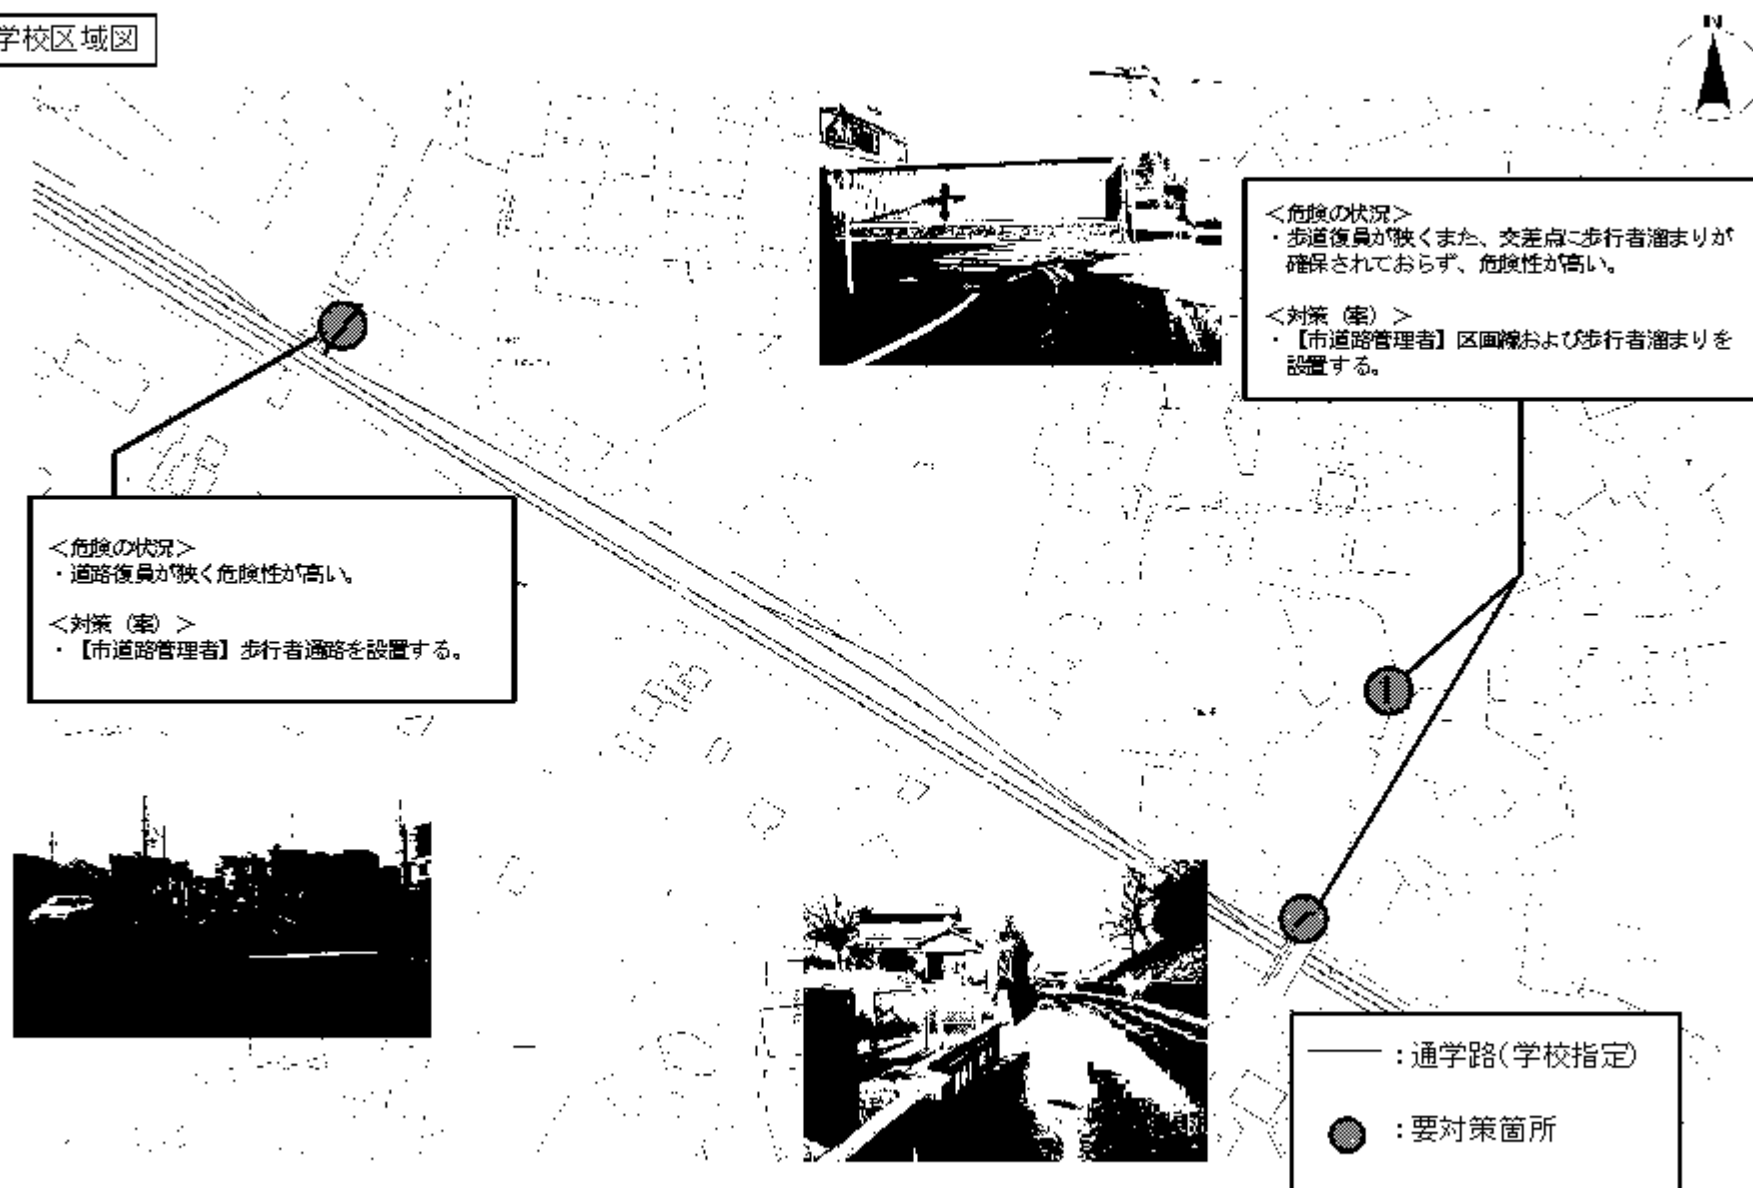 学校区域図
N
＜危険の状況＞
・歩道復員が狭くまた、交差点に歩行者溜まりが
確保されておらず、危険性が高い。
＜対策（案）＞
・【市道路管理者】区画線および歩行者溜まりを
設置する。
＜危険の状況＞
・道路復員が狭く危険性が高い。
＜対策（案）＞
・【市道路管理者】歩行者通路を設置する。
：通学路(学校指定)
：要対策箇所